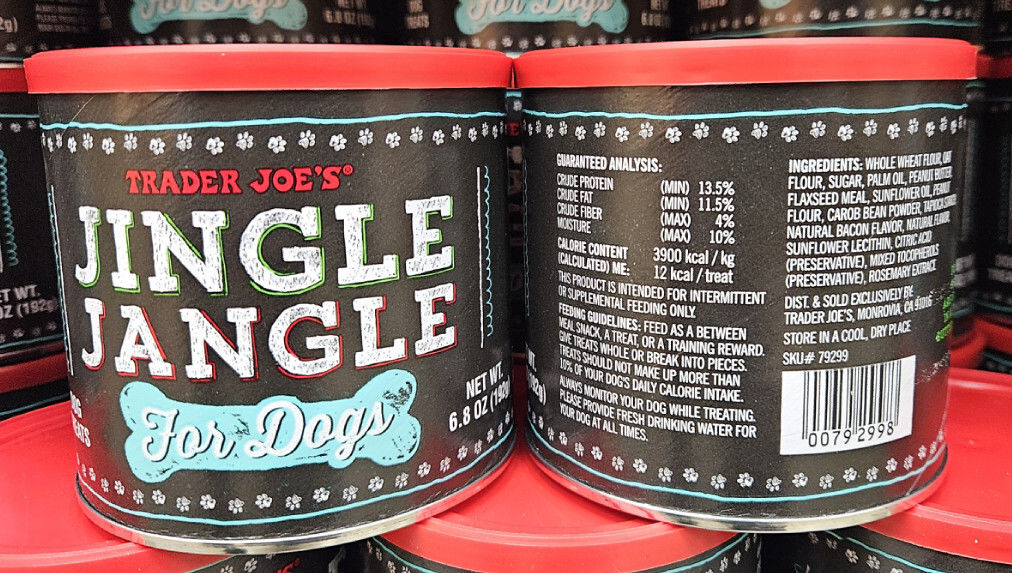 For Dogs
For Dogs
TRADER JOE'S®
JINGLE
JANGLE
For Dogs
NET WT.
6.8 OZ (192g)
GUARANTEED ANALYSIS:
CRUDE PROTEIN (MIN) 13.5%
CRUDE FAT (MIN) 11.5%
CRUDE FIBER (MAX) 4%
MOISTURE (MAX) 10%
CALORIE CONTENT 3900 kcal / kg
(CALCULATED) ME: 12 kcal / treat
THIS PRODUCT IS INTENDED FOR INTERMITTENT
OR SUPPLEMENTAL FEEDING ONLY.
FEEDING GUIDELINES: FEED AS A BETWEEN
MEAL SNACK, A TREAT, OR A TRAINING REWARD.
GIVE TREATS WHOLE OR BREAK INTO PIECES.
TREATS SHOULD NOT MAKE UP MORE THAN
10% OF YOUR DOG'S DAILY CALORIE INTAKE.
ALWAYS MONITOR YOUR DOG WHILE TREATING.
PLEASE PROVIDE FRESH DRINKING WATER FOR
YOUR DOG AT ALL TIMES.
INGREDIENTS: WHOLE WHEAT FLOUR, OAT
FLOUR, SUGAR, PALM OIL, PEANUT BUTTER,
FLAXSEED MEAL, SUNFLOWER OIL, PEANUT
FLOUR, CAROB BEAN POWDER, TAPIOCA STARCH,
NATURAL BACON FLAVOR, NATURAL FLAVOR,
SUNFLOWER LECITHIN, CITRIC ACID
(PRESERVATIVE), MIXED TOCOPHEROLS
(PRESERVATIVE), ROSEMARY EXTRACT.
DIST. & SOLD EXCLUSIVELY BY:
TRADER JOE'S, MONROVIA, CA 91016
STORE IN A COOL, DRY PLACE
SKU# 79299
0079 2998